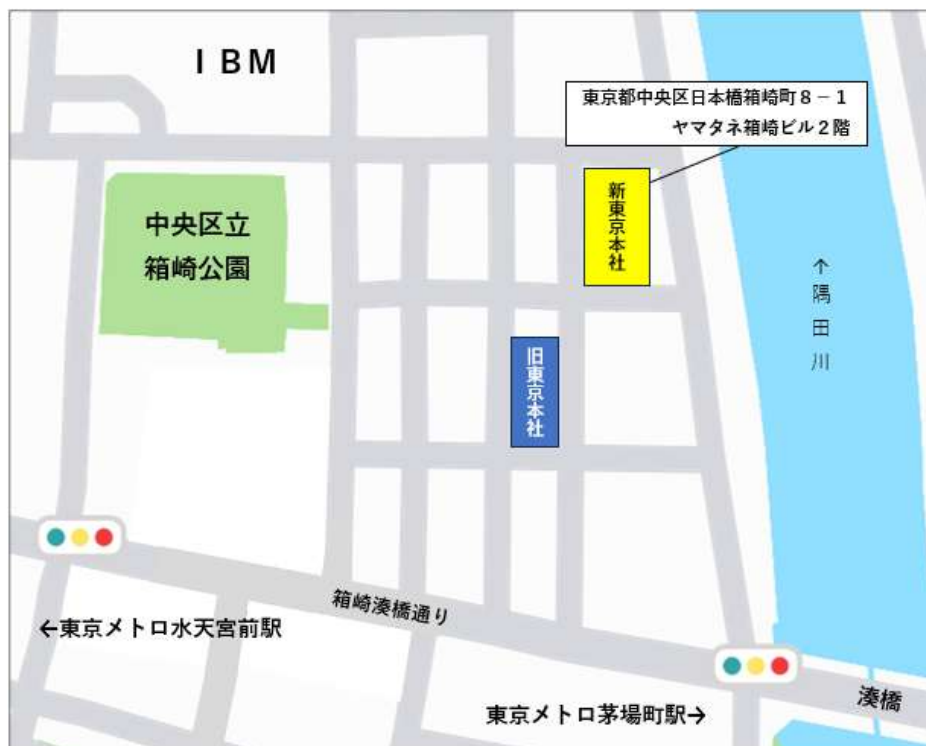 IBM
東京都中央区日本橋箱崎町8-1
ヤマタネ箱崎ビル2階
新東京本社
中央区立
箱崎公園
↑隅田川
旧東京本社
箱崎湊橋通り
←東京メトロ水天宮前駅
湊橋
東京メトロ茅場町駅→